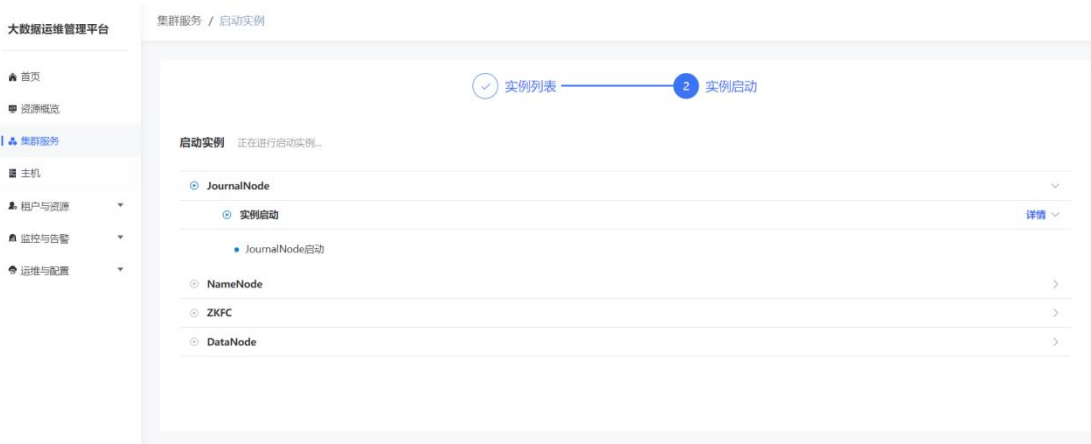 大数据运维管理平台
集群服务 / 启动实例
首页
资源概览
集群服务
主机
租户与资源
监控与告警
运维与配置
实例列表
2 实例启动
启动实例 正在进行启动实例...
JournalNode
实例启动 详情
JournalNode启动
NameNode
ZKFC
DataNode